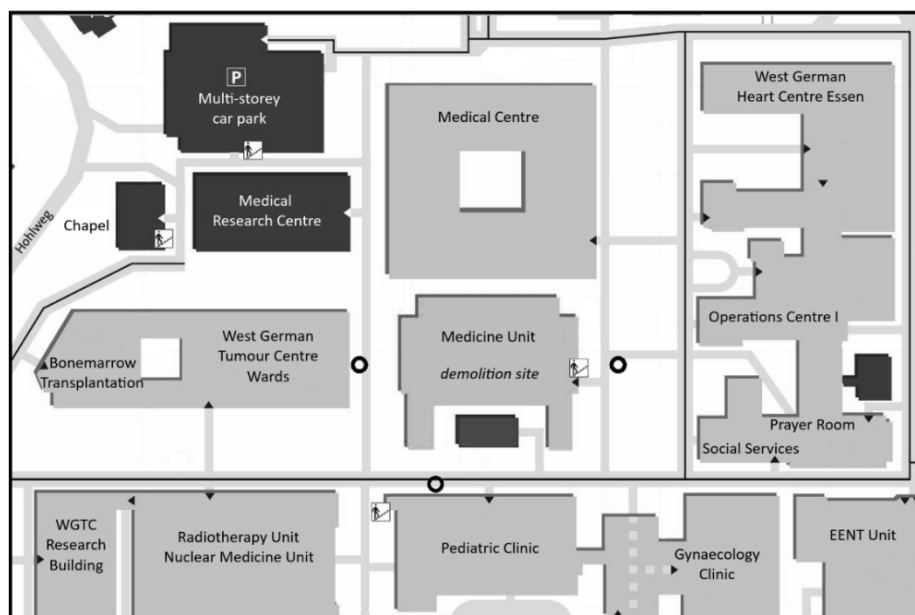 P
Multi-storey
car park
West German
Heart Centre Essen
Medical Centre
Medical
Research Centre
Chapel
Hohlweg
Operations Centre I
West German
Tumour Centre
Wards
Bonemarrow
Transplantation
Medicine Unit
demolition site
Prayer Room
Social Services
WGTC
Research
Building
Radiotherapy Unit
Nuclear Medicine Unit
Pediatric Clinic
Gynaecology
Clinic
EENT Unit